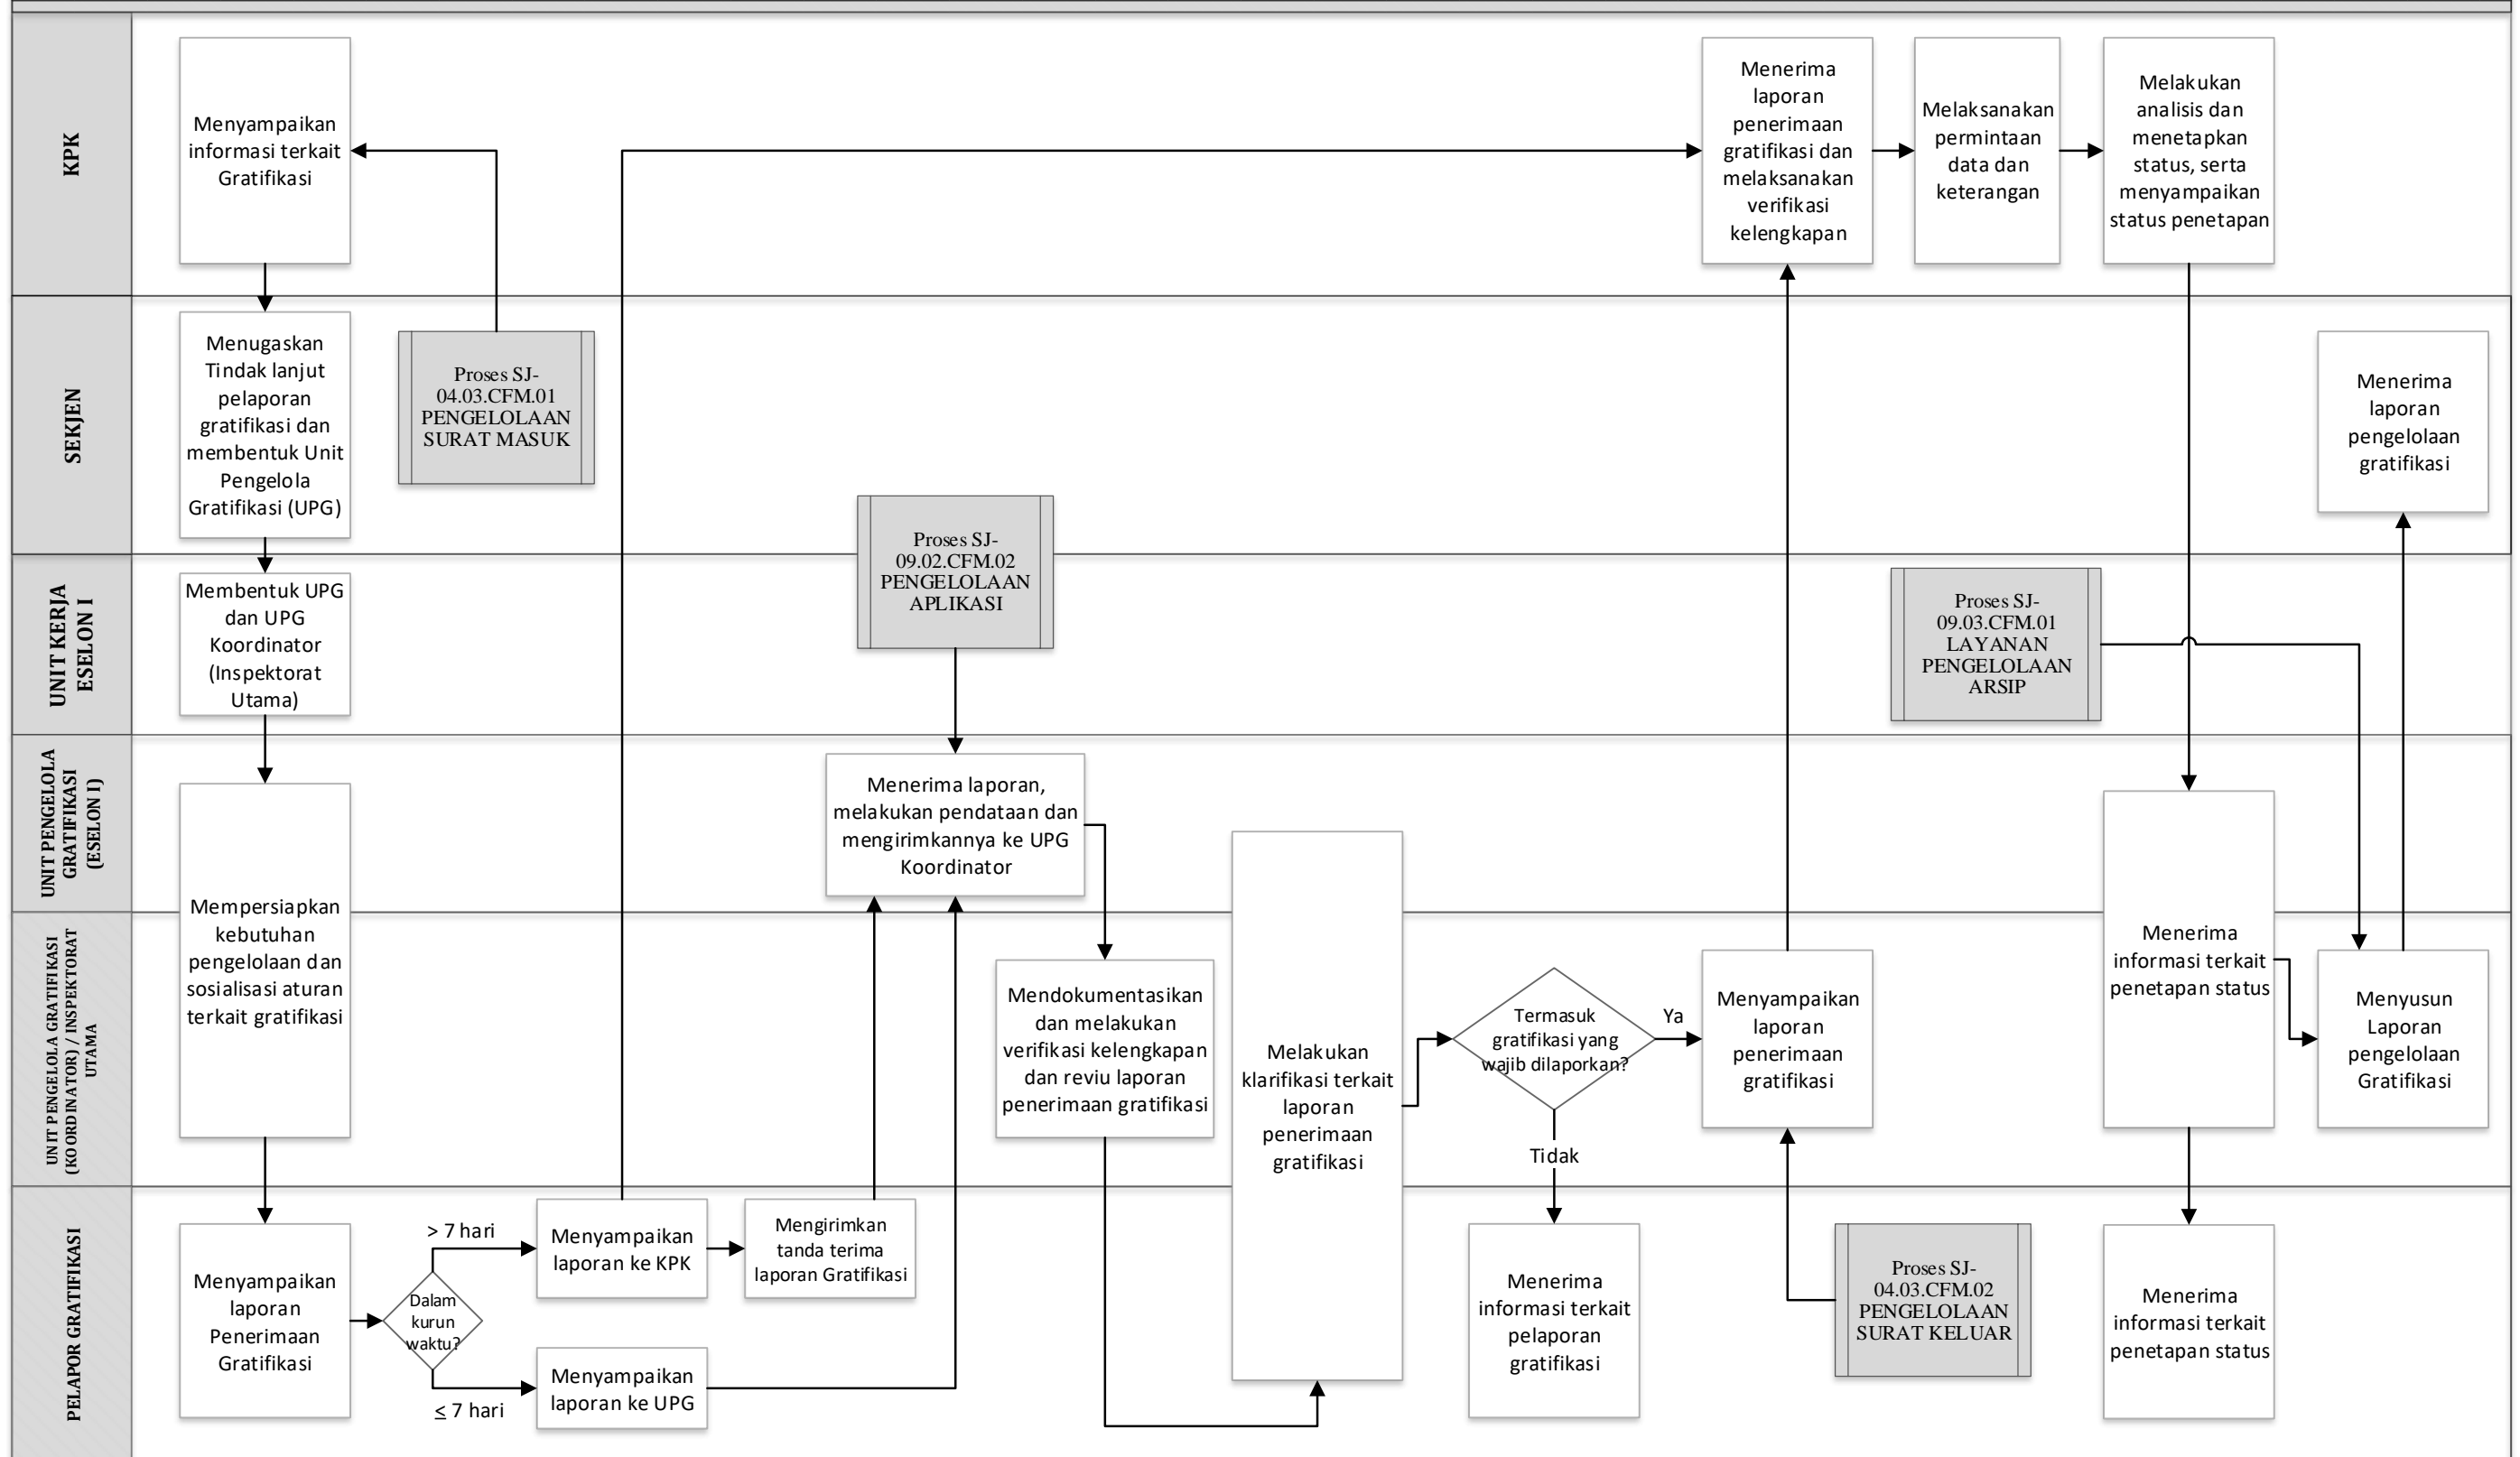 KPK
Menyampaikan
informasi terkait
Gratifikasi
Menerima
laporan
penerimaan
gratifikasi dan
melaksanakan
verifikasi
kelengkapan
Melaksanakan
permintaan
data dan
keterangan
Melakukan
analisis dan
menetapkan
status, serta
menyampaikan
status penetapan
SEKJEN
Menugaskan
Tindak lanjut
pelaporan
gratifikasi dan
membentuk Unit
Pengelola
Gratifikasi (UPG)
Proses SJ-
04.03.CFM.01
PENGELOLAAN
SURAT MASUK
Menerima
laporan
pengelolaan
gratifikasi
Proses SJ-
09.02.CFM.02
PENGELOLAAN
APLIKASI
UNIT KERJA
ESELON I
Membentuk UPG
dan UPG
Koordinator
(Inspektorat
Utama)
Proses SJ-
09.03.CFM.01
LAYANAN
PENGELOLAAN
ARSIP
UNIT PENGELOLA
GRATIFIKASI
(ESELON I)
Menerima laporan,
melakukan pendataan dan
mengirimkannya ke UPG
Koordinator
UNIT PENGELOLA GRATIFIKASI
(KOORDINATOR) / INSPEKTORAT
UTAMA
Mempersiapkan
kebutuhan
pengelolaan dan
sosialisasi aturan
terkait gratifikasi
Mendokumentasikan
dan melakukan
verifikasi kelengkapan
dan reviu laporan
penerimaan gratifikasi
Melakukan
klarifikasi terkait
laporan
penerimaan
gratifikasi
Termasuk
gratifikasi yang
wajib dilaporkan?
Ya
Tidak
Menyampaikan
laporan
penerimaan
gratifikasi
Menerima
informasi terkait
penetapan status
Menyusun
Laporan
pengelolaan
Gratifikasi
PELAPOR GRATIFIKASI
Menyampaikan
laporan
Penerimaan
Gratifikasi
Dalam
kurun
waktu?
> 7 hari
≤ 7 hari
Menyampaikan
laporan ke KPK
Mengirimkan
tanda terima
laporan Gratifikasi
Menyampaikan
laporan ke UPG
Menerima
informasi terkait
pelaporan
gratifikasi
Proses SJ-
04.03.CFM.02
PENGELOLAAN
SURAT KELUAR
Menerima
informasi terkait
penetapan status